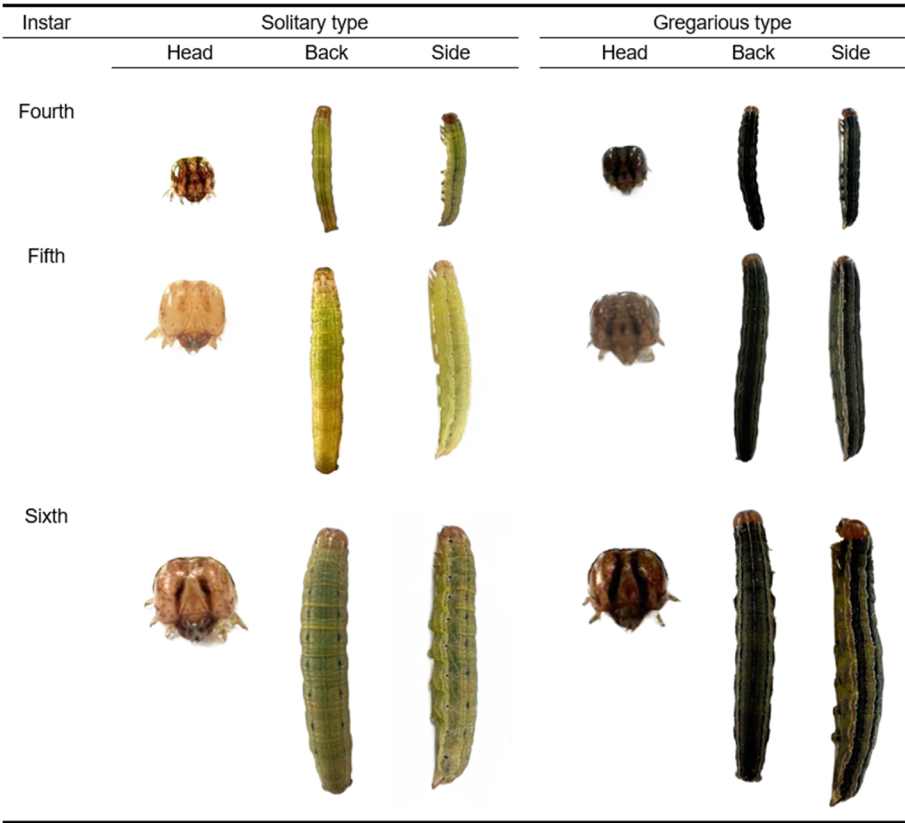 Instar Solitary type Gregarious type
Head Back Side Head Back Side
Fourth
Fifth
Sixth